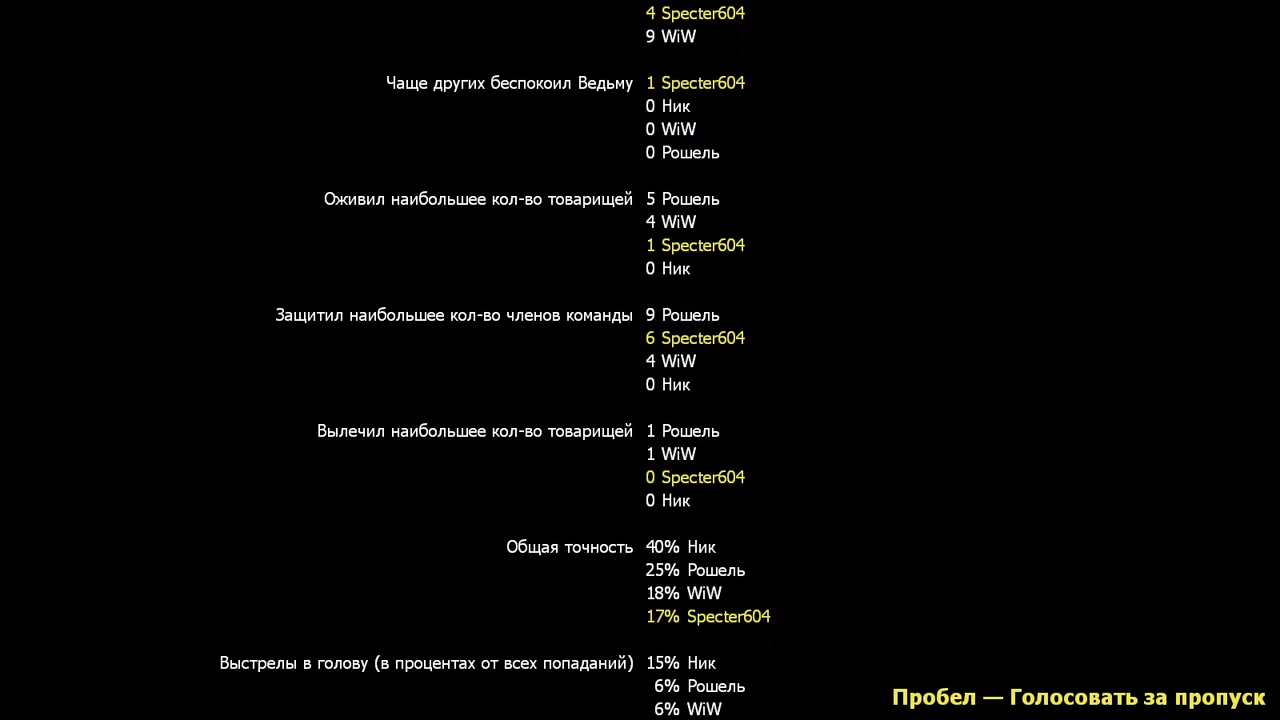 4 Specter604
9 WiW
Чаще других беспокоил Ведьму 1 Specter604
0 Ник
0 WiW
0 Рошель
Оживил наибольшее кол-во товарищей 5 Рошель
4 WiW
1 Specter604
0 Ник
Защитил наибольшее кол-во членов команды 9 Рошель
6 Specter604
4 WiW
0 Ник
Вылечил наибольшее кол-во товарищей 1 Рошель
1 WiW
0 Specter604
0 Ник
Общая точность 40% Ник
25% Рошель
18% WiW
17% Specter604
Выстрелы в голову (в процентах от всех попаданий) 15% Ник
6% Рошель
6% WiW
Пробел — Голосовать за пропуск